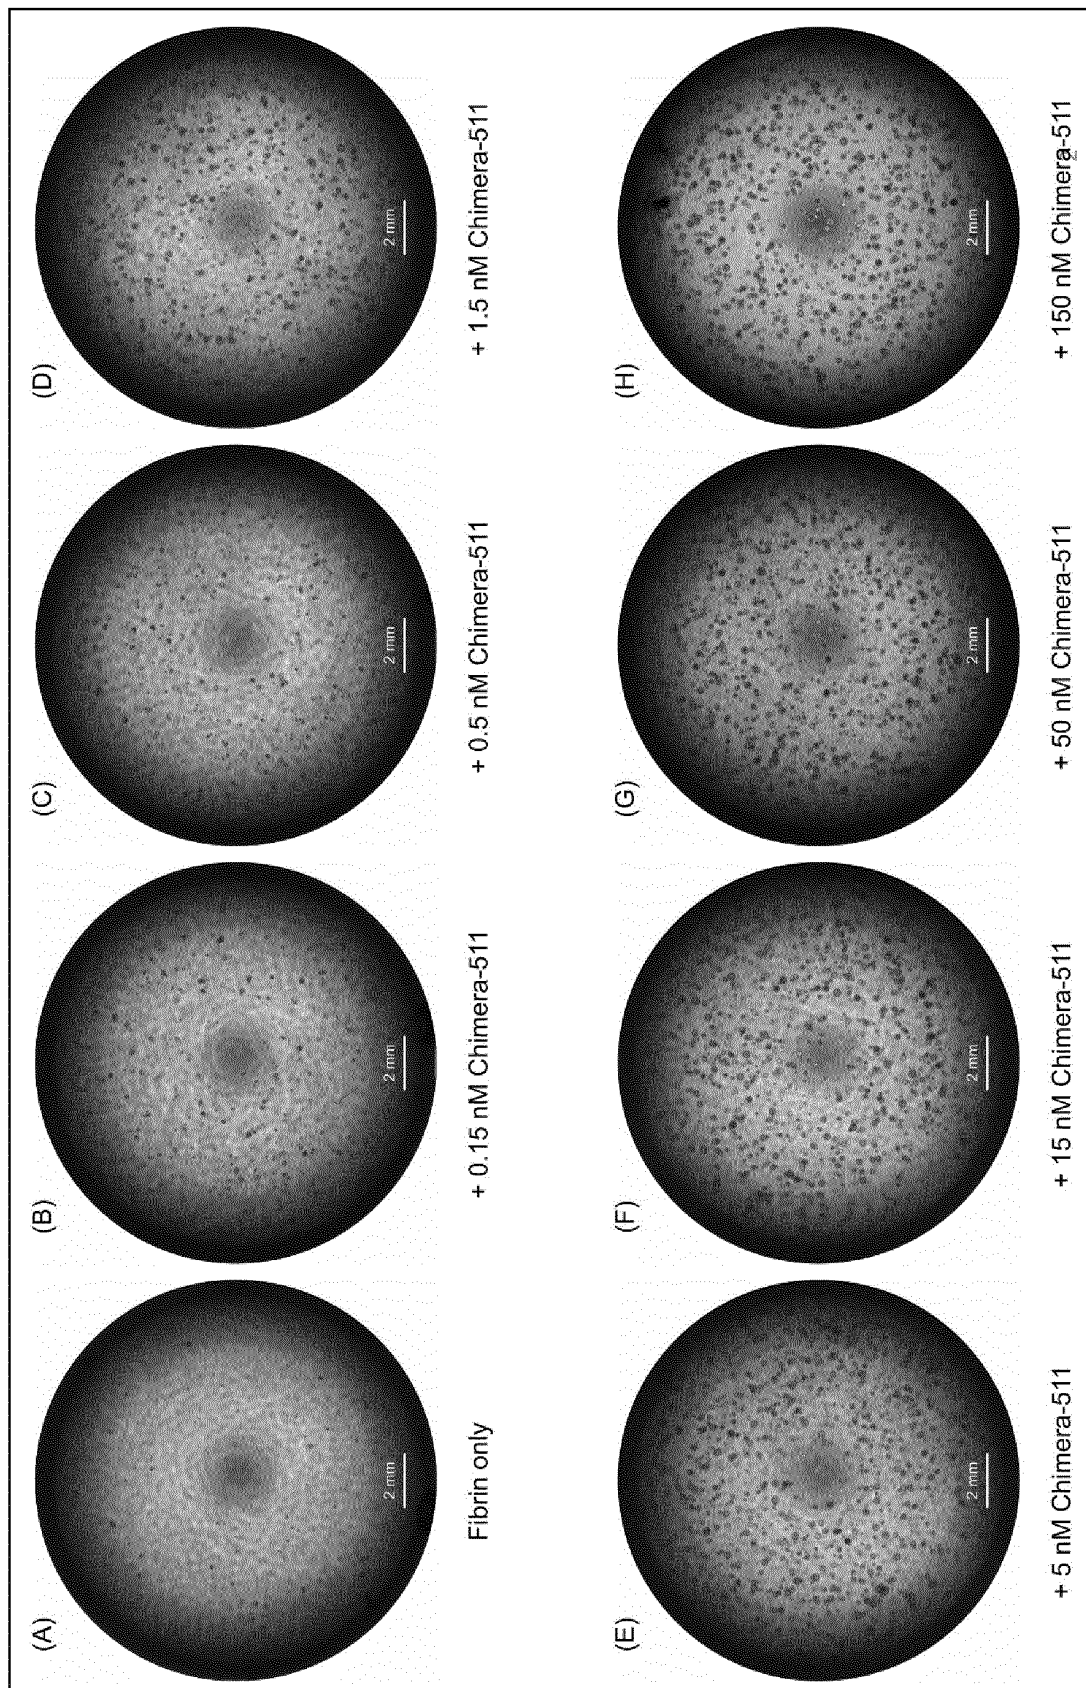 (A)
2 mm
Fibrin only
(B)
2 mm
+ 0.15 nM Chimera-511
(C)
2 mm
+ 0.5 nM Chimera-511
(D)
2 mm
+ 1.5 nM Chimera-511
(E)
2 mm
+ 5 nM Chimera-511
(F)
2 mm
+ 15 nM Chimera-511
(G)
2 mm
+ 50 nM Chimera-511
(H)
2 mm
+ 150 nM Chimera-511